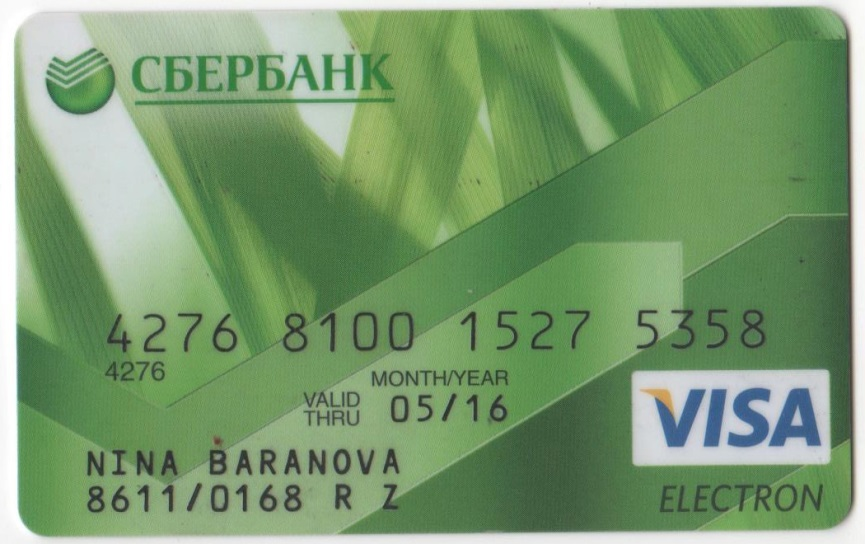 СБЕРБАНК
4276 8100 1527 5358
4276
MONTH/YEAR
VALID THRU 05/16
NINA BARANOVA
8611/0168 R Z
VISA
ELECTRON